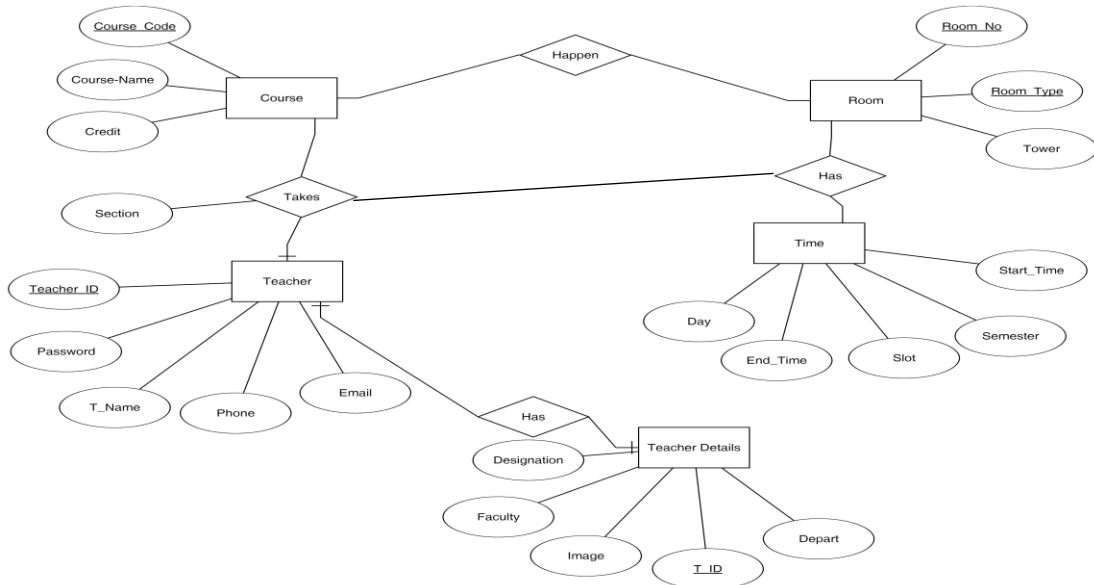 Course_Code
Room_No
Happen
Course-Name
Course
Room
Room_Type
Credit
Tower
Has
Takes
Section
Time
Start_Time
Teacher
Teacher_ID
Day
Semester
Password
End_Time
Slot
Email
T_Name
Phone
Has
Teacher Details
Designation
Faculty
Depart
Image
T_ID